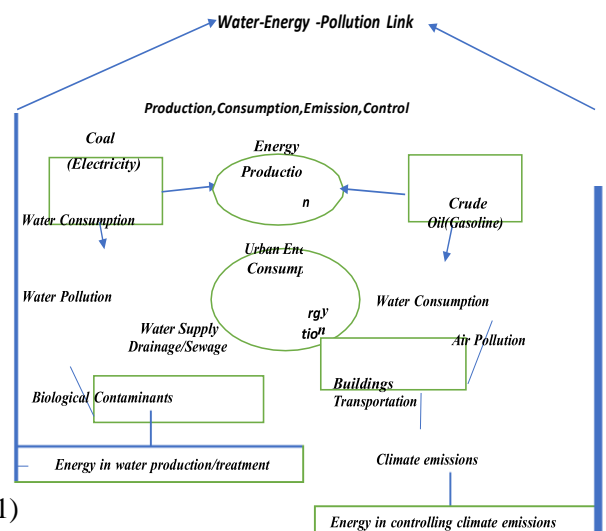 Water-Energy -Pollution Link
Production,Consumption,Emission,Control
Coal
(Electricity)
Energy
Productio
n
Crude
Oil(Gasoline)
Water Consumption
Urban Ene
Consump
rgy
tion
Water Pollution
Water Consumption
Water Supply
Drainage/Sewage
Air Pollution
Biological Contaminants
Buildings
Transportation
Energy in water production/treatment
Climate emissions
1)
Energy in controlling climate emissions